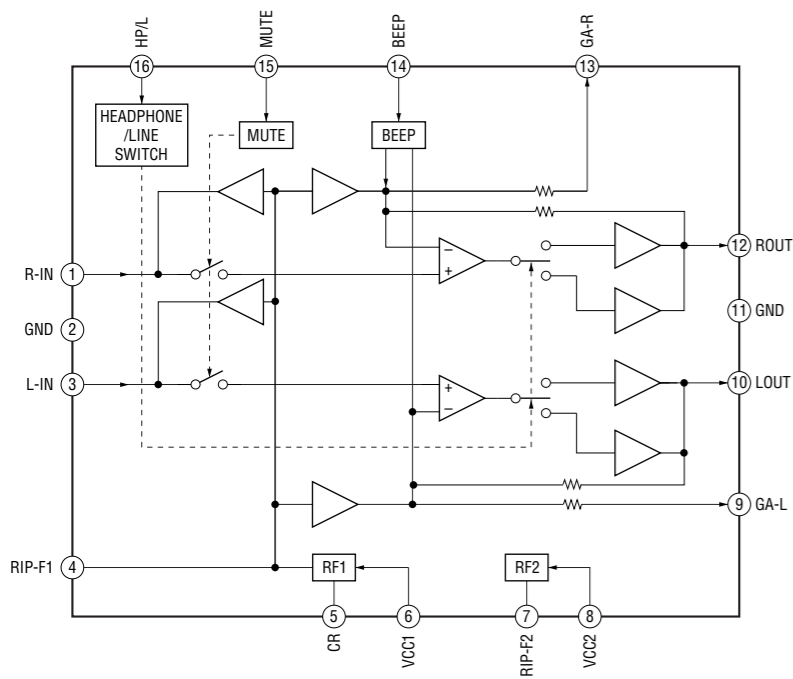 HP/L
MUTE
BEEP
GA-R
16
15
14
13
HEADPHONE
/LINE
SWITCH
MUTE
BEEP
−
+
R-IN 1
12 ROUT
GND 2
11 GND
L-IN 3
10 LOUT
+
−
9 GA-L
RIP-F1 4
RF1
RF2
5
6
7
8
CR
VCC1
RIP-F2
VCC2